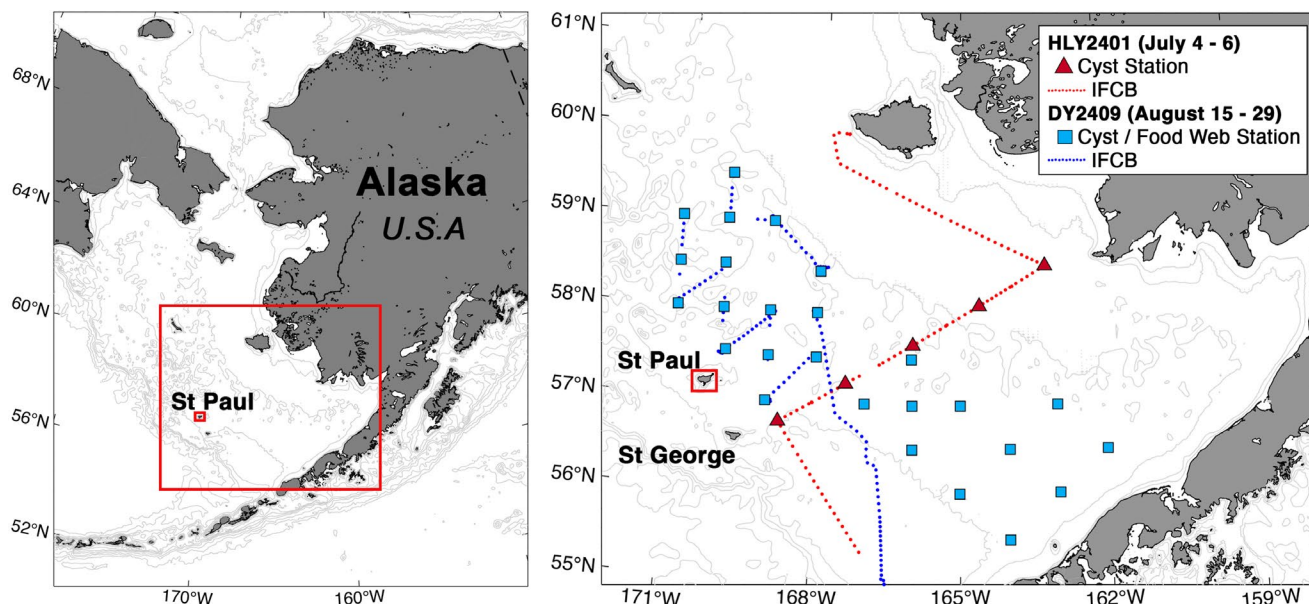 68°N
64°N
60°N
56°N
52°N
170°W
160°W
Alaska
U.S.A
St Paul
61°N
60°N
59°N
58°N
57°N
56°N
55°N
171°W
168°W
165°W
162°W
159°W
St Paul
St George
HLY2401 (July 4 - 6)
Cyst Station
IFCB
DY2409 (August 15 - 29)
Cyst / Food Web Station
IFCB